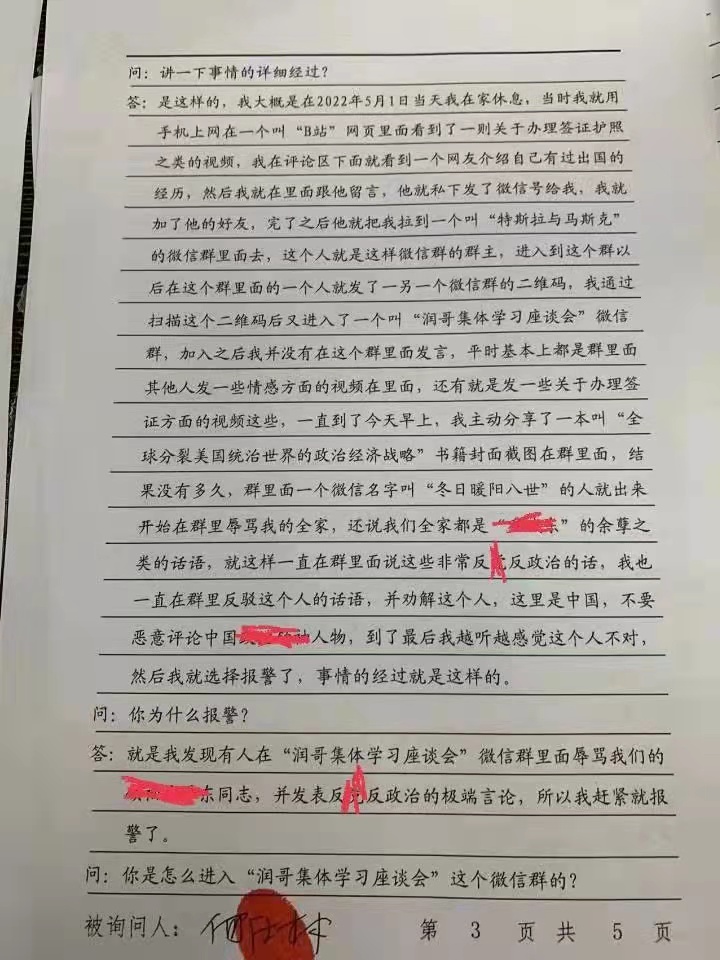 问：讲一下事情的详细经过？
答：是这样的，我大概是在2022年5月1日当天我在家休息，当时我就用
手机上网在一个叫“B站”网页里面看到了一则关于办理签证护照
之类的视频，我在评论区下面就看到一个网友介绍自己有过出国的
经历，然后我就在里面跟他留言，他就私下发了微信号给我，我就
加了他的好友，完了之后他就把我拉到一个叫“特斯拉与马斯克”
的微信群里面去，这个人就是这样微信群的群主，进入到这个群以
后在这个群里面的一个人就发了一另一个微信群的二维码，我通过
扫描这个二维码后又进入了一个叫“润哥集体学习座谈会”微信
群，加入之后我并没有在这个群里面发言，平时基本上都是群里面
其他人发一些情感方面的视频在里面，还有就是发一些关于办理签
证方面的视频这些，一直到了今天早上，我主动分享了一本叫“全
球分裂美国统治世界的政治经济战略”书籍封面截图在群里面，结
果没有多久，群里面一个微信名字叫“冬日暖阳八世”的人就出来
开始在群里辱骂我的全家，还说我们全家都是“”的余孽之
类的话语，就这样一直在群里面说这些非常反反政治的话，我也
一直在群里反驳这个人的话语，并劝解这个人，这里是中国，不要
恶意评论中国人物，到了最后我越听越感觉这个人不对，
然后我就选择报警了，事情的经过就是这样的。
问：你为什么报警？
答：就是我发现有人在“润哥集体学习座谈会”微信群里面辱骂我们的
东同志，并发表反反政治的极端言论，所以我赶紧就报
警了。
问：你是怎么进入“润哥集体学习座谈会”这个微信群的？
被询问人： 第 3 页 共 5 页